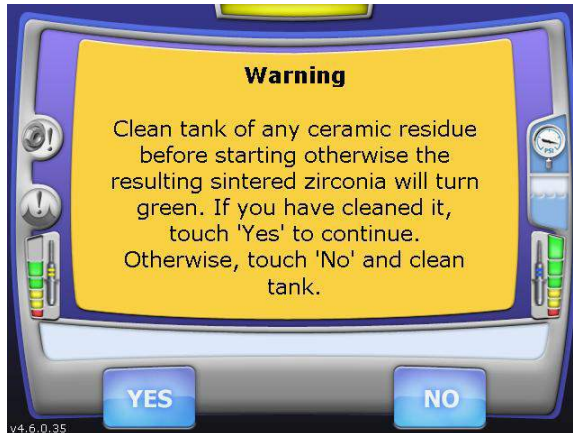 Warning
Clean tank of any ceramic residue
before starting otherwise the
resulting sintered zirconia will turn
green. If you have cleaned it,
touch 'Yes' to continue.
Otherwise, touch 'No' and clean
tank.
PSI
YES
NO
v4.6.0.35